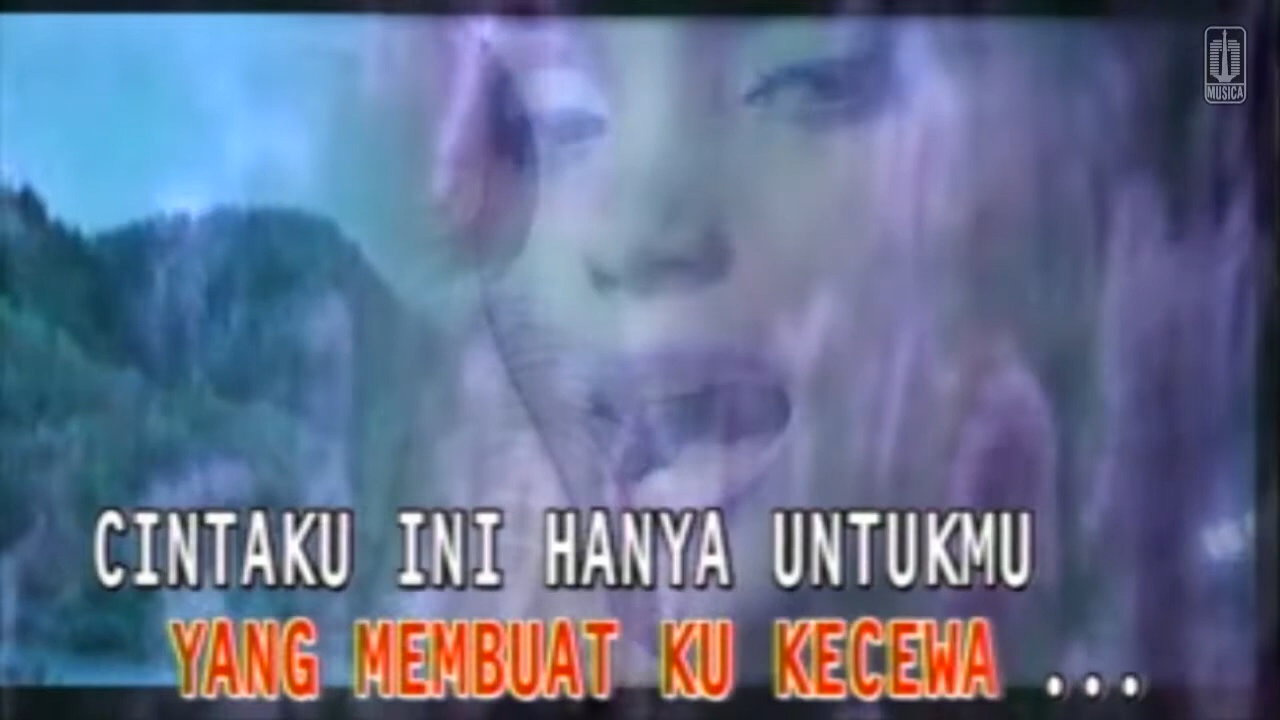 MUSICA
CINTAKU INI HANYA UNTUKMU
YANG MEMBUAT KU KECEWA ...